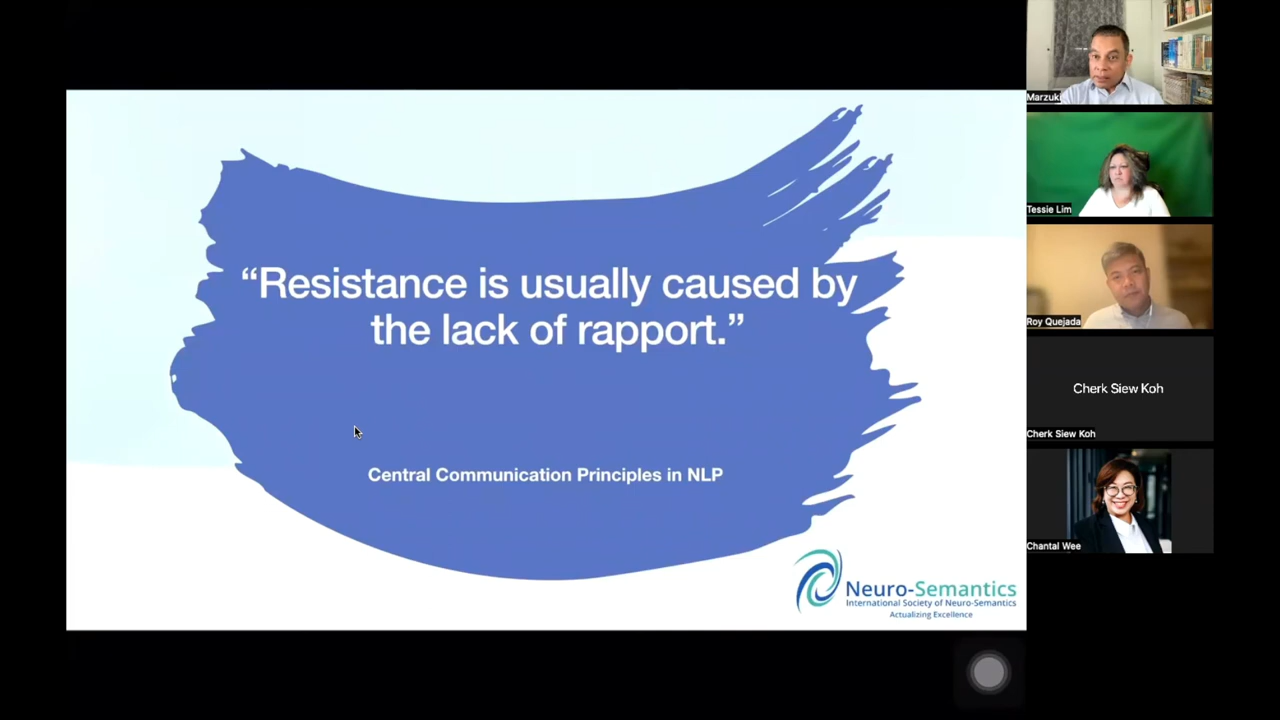 “Resistance is usually caused by
the lack of rapport.”
Central Communication Principles in NLP
Neuro-Semantics
International Society of Neuro-Semantics
Actualizing Excellence
Marzuki
Tessie Lim
Roy Quejada
Cherk Siew Koh
Cherk Siew Koh
Chantal Wee